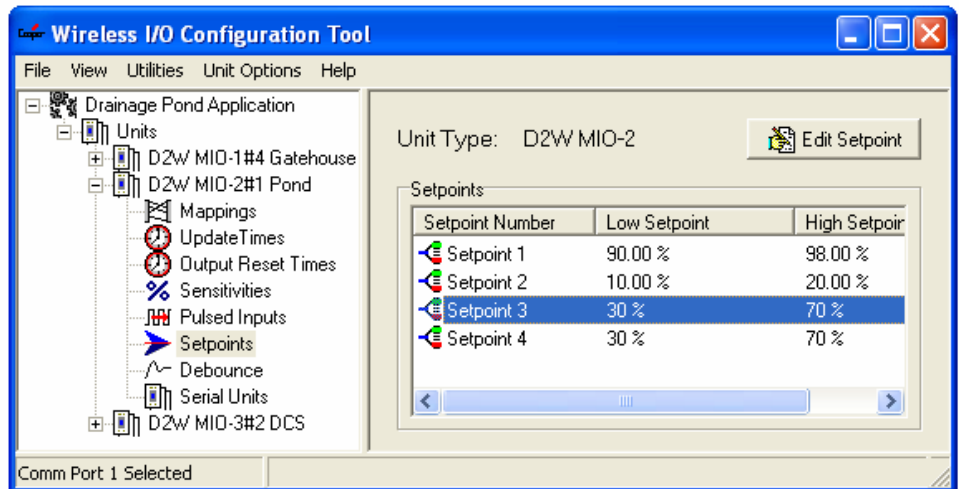 Cooper Wireless I/O Configuration Tool
File View Utilities Unit Options Help
Drainage Pond Application
Units
D2W MIO-1#4 Gatehouse
D2W MIO-2#1 Pond
Mappings
UpdateTimes
Output Reset Times
Sensitivities
Pulsed Inputs
Setpoints
Debounce
Serial Units
D2W MIO-3#2 DCS
Unit Type: D2W MIO-2
Edit Setpoint
Setpoints
Setpoint Number Low Setpoint High Setpoin
Setpoint 1 90.00 % 98.00 %
Setpoint 2 10.00 % 20.00 %
Setpoint 3 30 % 70 %
Setpoint 4 30 % 70 %
Comm Port 1 Selected